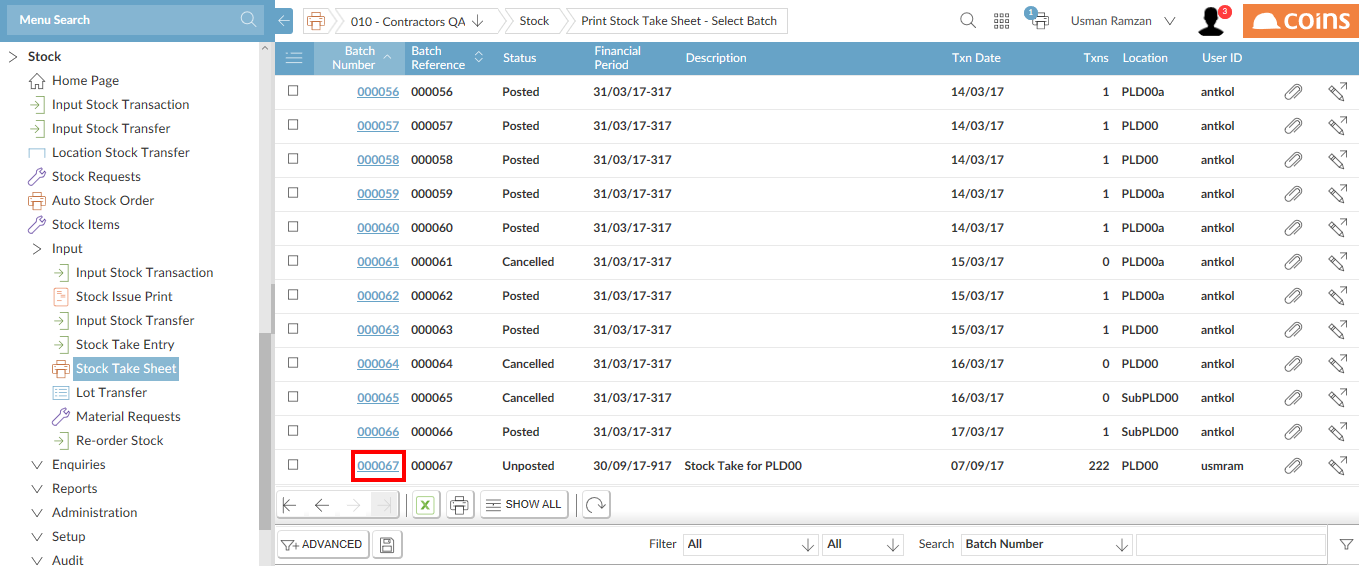 Menu Search
010 - Contractors QA
Stock
Print Stock Take Sheet - Select Batch
1
Usman Ramzan
3
coins
Stock
Home Page
Input Stock Transaction
Input Stock Transfer
Location Stock Transfer
Stock Requests
Auto Stock Order
Stock Items
Input
Input Stock Transaction
Stock Issue Print
Input Stock Transfer
Stock Take Entry
Stock Take Sheet
Lot Transfer
Material Requests
Re-order Stock
Enquiries
Reports
Administration
Setup
Audit
Batch Number Batch Reference Status Financial Period Description Txn Date Txns Location User ID
000056 000056 Posted 31/03/17-317 14/03/17 1 PLD00a antkol
000057 000057 Posted 31/03/17-317 14/03/17 1 PLD00 antkol
000058 000058 Posted 31/03/17-317 14/03/17 1 PLD00 antkol
000059 000059 Posted 31/03/17-317 14/03/17 1 PLD00a antkol
000060 000060 Posted 31/03/17-317 14/03/17 1 PLD00a antkol
000061 000061 Cancelled 31/03/17-317 15/03/17 0 PLD00a antkol
000062 000062 Posted 31/03/17-317 15/03/17 1 PLD00a antkol
000063 000063 Posted 31/03/17-317 15/03/17 1 PLD00 antkol
000064 000064 Cancelled 31/03/17-317 16/03/17 0 PLD00 antkol
000065 000065 Cancelled 31/03/17-317 16/03/17 0 SubPLD00 antkol
000066 000066 Posted 31/03/17-317 17/03/17 1 SubPLD00 antkol
000067 000067 Unposted 30/09/17-917 Stock Take for PLD00 07/09/17 222 PLD00 usmram
X SHOW ALL
ADVANCED Filter All All Search Batch Number